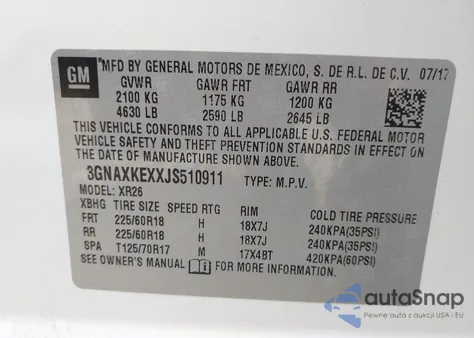 GM
*MFD BY GENERAL MOTORS DE MEXICO, S. DE R.L. DE C.V. 07/17
GVWR GAWR FRT GAWR RR
2100 KG 1175 KG 1200 KG
4630 LB 2590 LB 2645 LB
THIS VEHICLE CONFORMS TO ALL APPLICABLE U.S. FEDERAL MOTOR
VEHICLE SAFETY AND THEFT PREVENTION STANDARDS IN EFFECT ON
THE DATE OF MANUFACTURE SHOWN ABOVE.
3GNAXKEXXJS510911 TYPE: M.P.V.
MODEL: XR26
XBHG TIRE SIZE SPEED RTG RIM COLD TIRE PRESSURE
FRT 225/60R18 H 18X7J 240KPA(35PSI)
RR 225/60R18 H 18X7J 240KPA(35PSI)
SPA T125/70R17 M 17X4BT 420KPA(60PSI)
SEE OWNER'S MANUAL FOR MORE INFORMATION.
autoSnap
Pewne auta z aukcji USA i EU